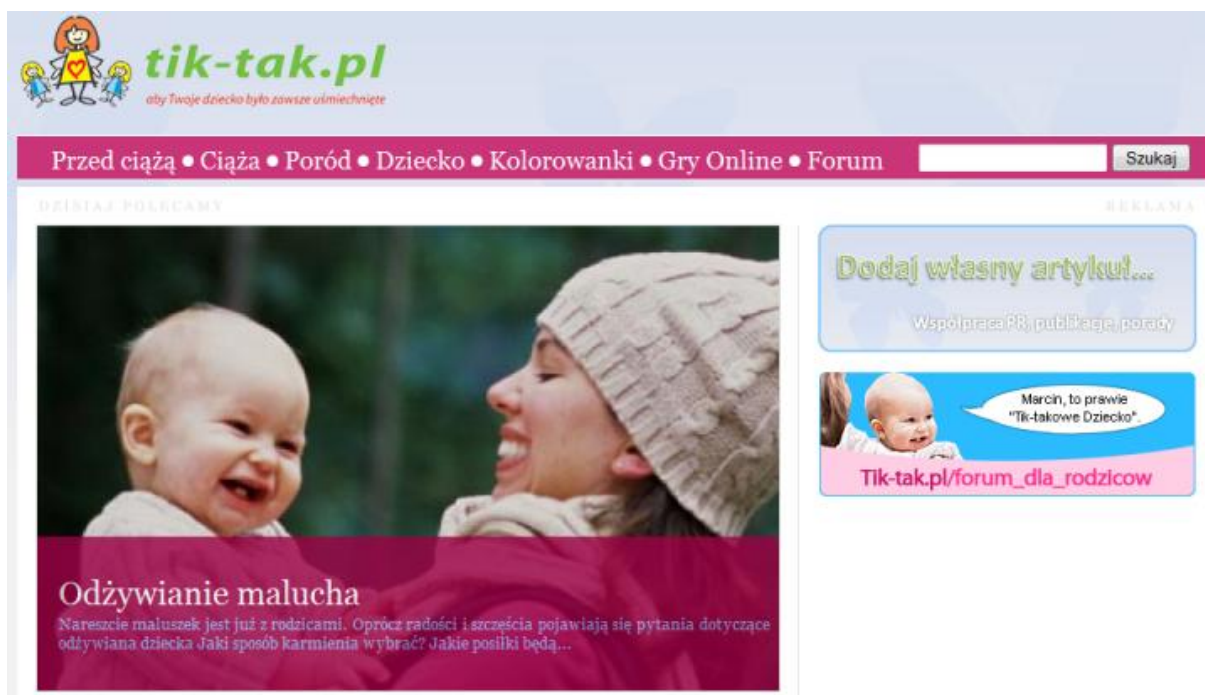 tik-tak.pl
aby Twoje dziecko było zawsze uśmiechnięte
Przed ciążą • Ciąża • Poród • Dziecko • Kolorowanki • Gry Online • Forum
Szukaj
DZISIAJ POLECAMY
REKLAMA
Dodaj własny artykuł...
Współpraca PR, publikacje, porady
Marcin, to prawie
"Tik-takowe Dziecko".
Tik-tak.pl/forum_dla_rodzicow
Odżywianie malucha
Nareszcie maluszek jest już z rodzicami. Oprócz radości i szczęścia pojawiają się pytania dotyczące
odżywiana dziecka Jaki sposób karmienia wybrać? Jakie posiłki będą...